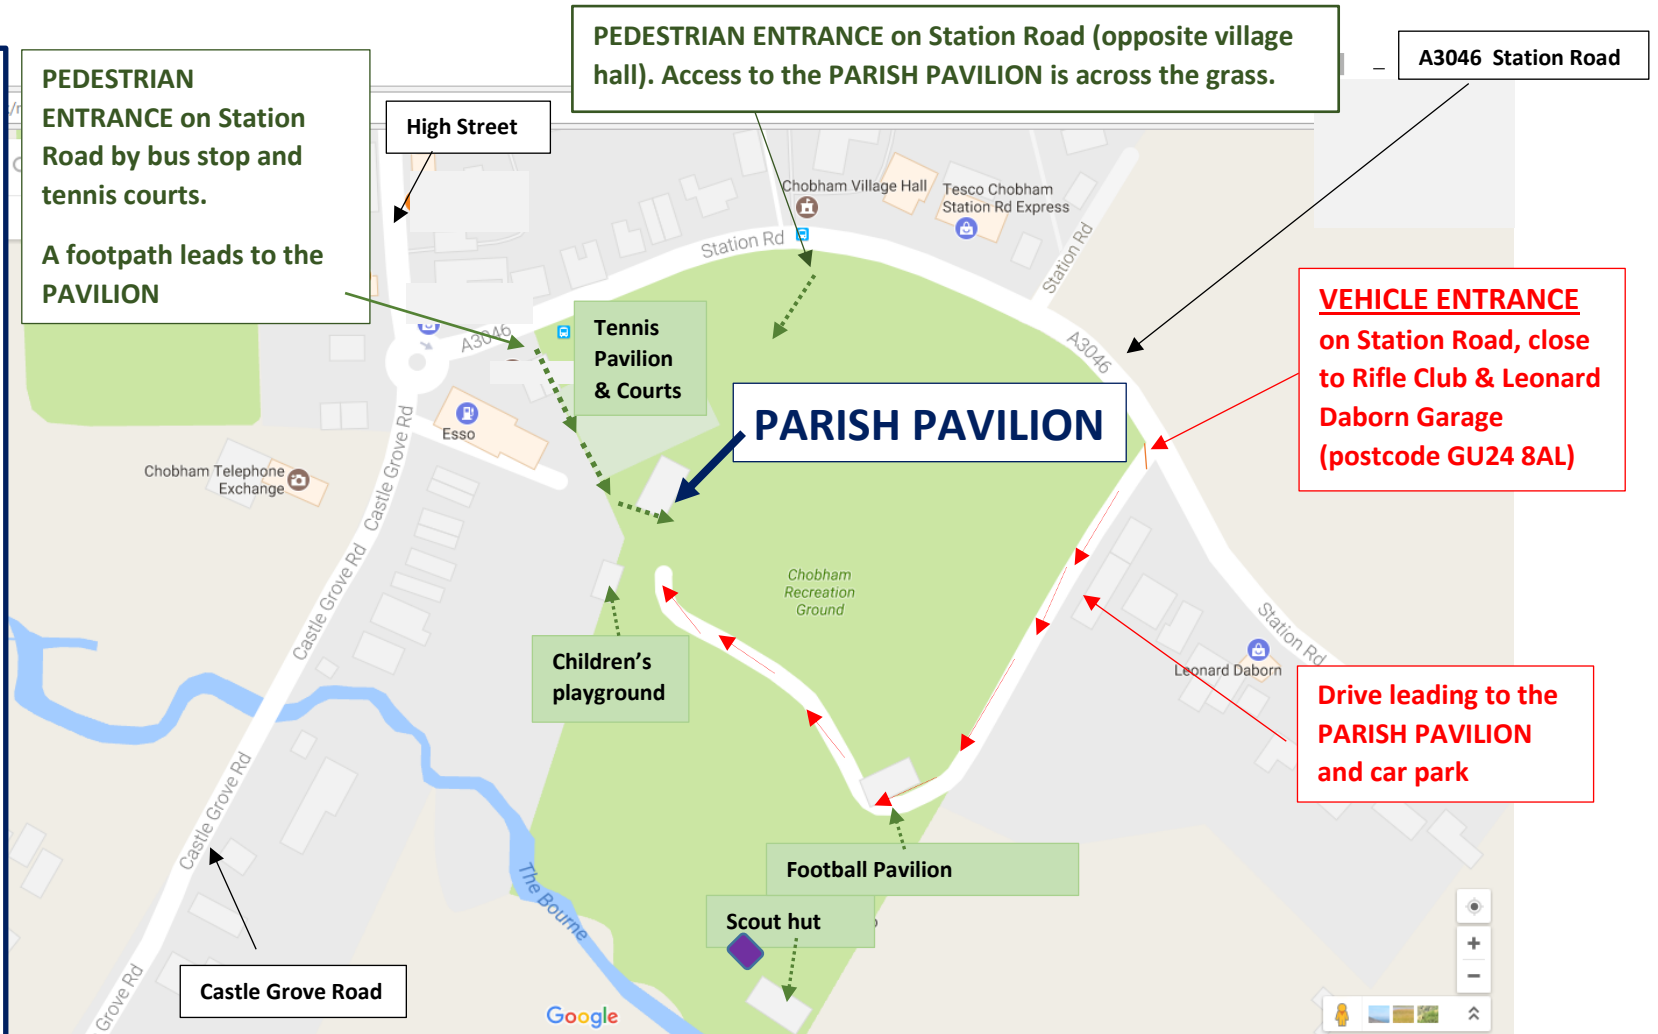 PEDESTRIAN ENTRANCE on Station Road (opposite village
hall). Access to the PARISH PAVILION is across the grass.
A3046 Station Road
PEDESTRIAN
ENTRANCE on Station
Road by bus stop and
tennis courts.
A footpath leads to the
PAVILION
High Street
Chobham Village Hall
Tesco Chobham
Station Rd Express
Station Rd
Station Rd
A3046
A3046
VEHICLE ENTRANCE
on Station Road, close
to Rifle Club & Leonard
Daborn Garage
(postcode GU24 8AL)
Tennis
Pavilion
& Courts
PARISH PAVILION
Esso
Chobham Telephone
Exchange
Castle Grove Rd
Castle Grove Rd
Chobham
Recreation
Ground
Station Rd
Leonard Daborn
Children's
playground
Drive leading to the
PARISH PAVILION
and car park
Castle Grove Rd
Football Pavilion
The Bourne
Scout hut
Castle Grove Road
Grove Rd
Google